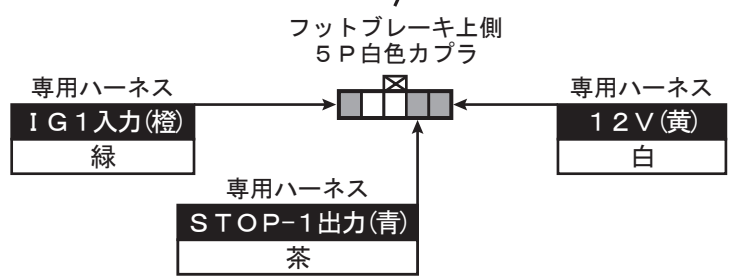 フットブレーキ上側
5P白色カプラ
専用ハーネス
IG1入力(橙)
緑
専用ハーネス
12V(黄)
白
専用ハーネス
STOP-1出力(青)
茶